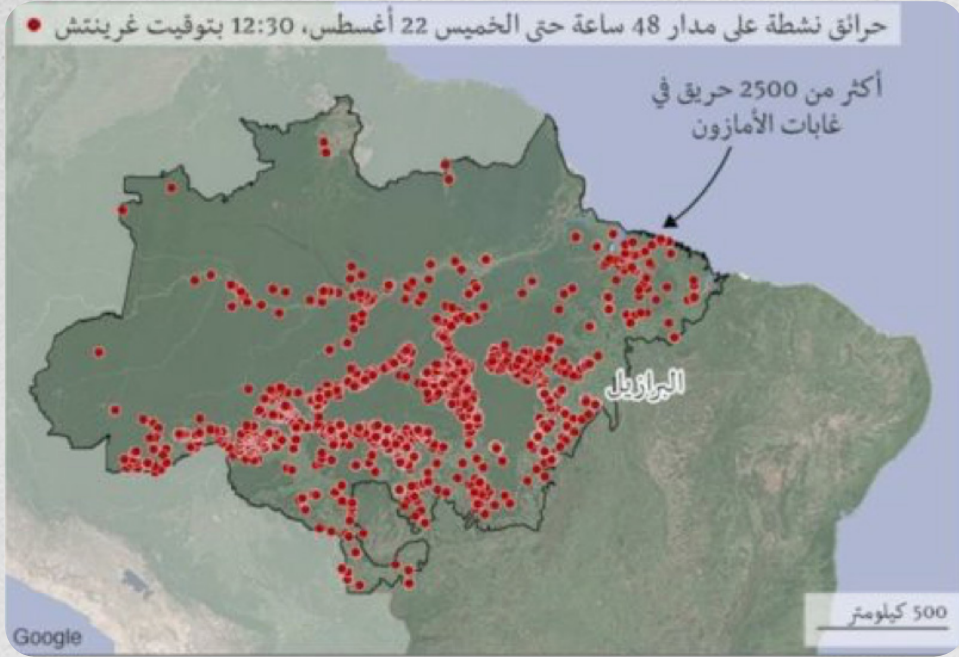 حرائق نشطة على مدار 48 ساعة حتى الخميس 22 أغسطس، 12:30 بتوقيت غرينتش
أكثر من 2500 حريق في
غابات الأمازون
البرازيل
500 كيلومتر
Google